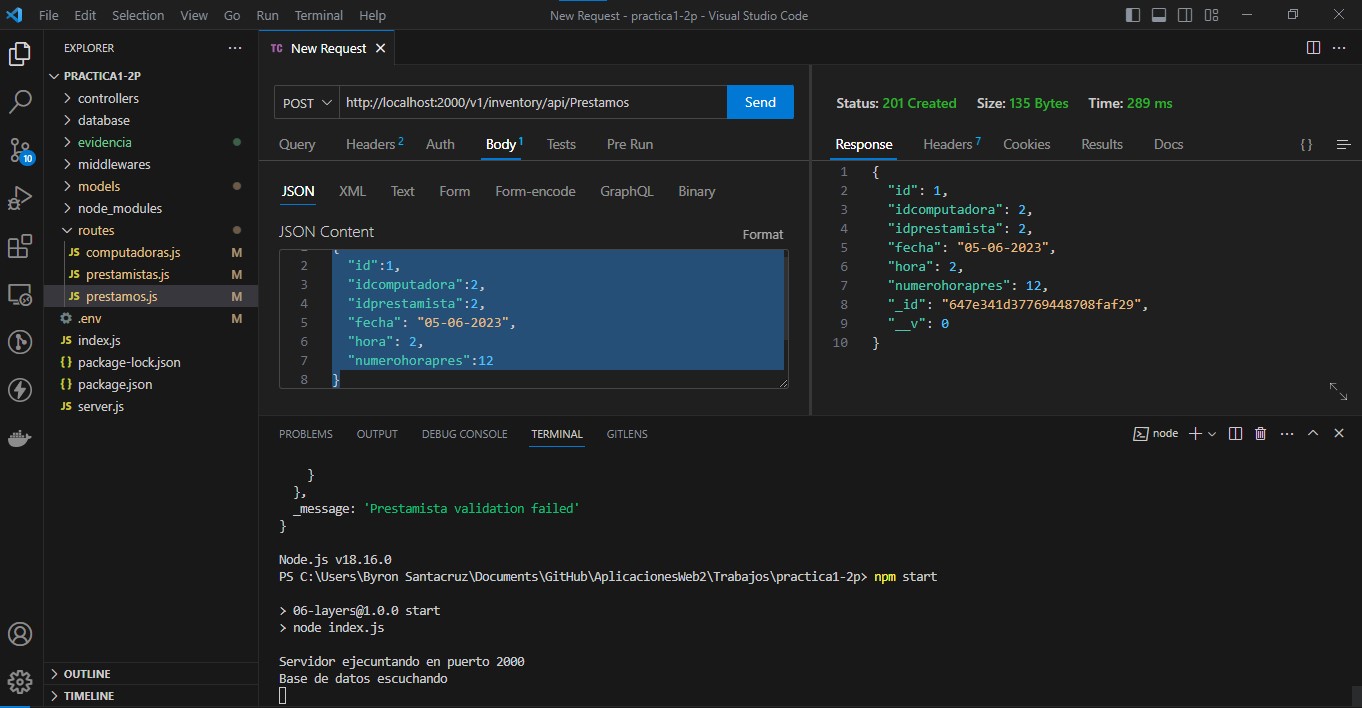 File Edit Selection View Go Run Terminal Help
New Request - practica1-2p - Visual Studio Code
EXPLORER
PRACTICA1-2P
controllers
database
evidencia
middlewares
models
node_modules
routes
JS computadoras.js M
JS prestamistas.js M
JS prestamos.js M
.env M
JS index.js
{} package-lock.json
{} package.json
JS server.js
OUTLINE
TIMELINE
10
TC New Request
POST http://localhost:2000/v1/inventory/api/Prestamos Send
Query Headers 2 Auth Body 1 Tests Pre Run
JSON XML Text Form Form-encode GraphQL Binary
JSON Content Format
{
2 "id":1,
3 "idcomputadora":2,
4 "idprestamista":2,
5 "fecha": "05-06-2023",
6 "hora": 2,
7 "numerohorapres":12
8 }
Status: 201 Created Size: 135 Bytes Time: 289 ms
Response Headers 7 Cookies Results Docs {}
1 {
2 "id": 1,
3 "idcomputadora": 2,
4 "idprestamista": 2,
5 "fecha": "05-06-2023",
6 "hora": 2,
7 "numerohorapres": 12,
8 "_id": "647e341d37769448708faf29",
9 "__v": 0
10 }
PROBLEMS OUTPUT DEBUG CONSOLE TERMINAL GITLENS
node
}
},
_message: 'Prestamista validation failed'
}
Node.js v18.16.0
PS C:\Users\Byron Santacruz\Documents\GitHub\AplicacionesWeb2\Trabajos\practica1-2p> npm start
> 06-layers@1.0.0 start
> node index.js
Servidor ejecuntando en puerto 2000
Base de datos escuchando